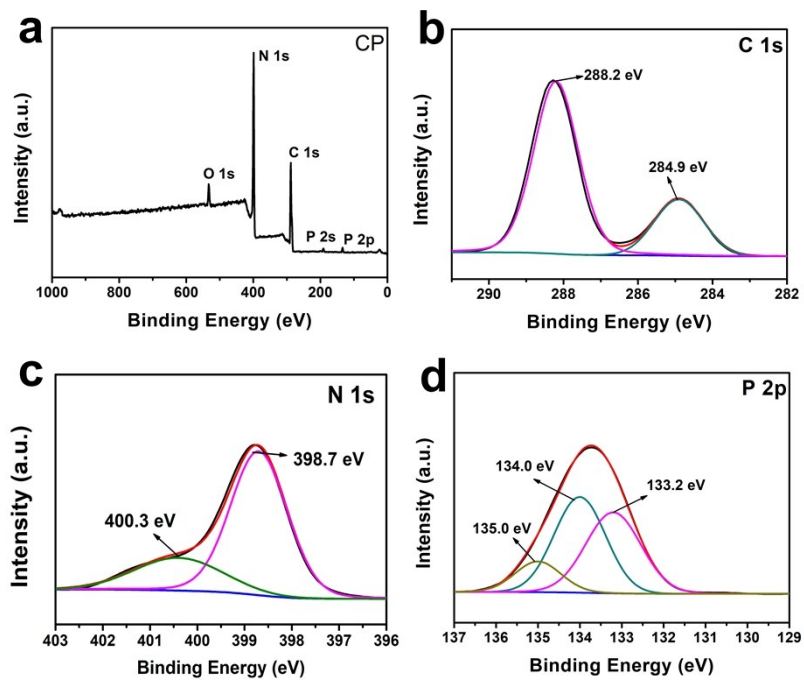 a
CP
N 1s
C 1s
O 1s
P 2s P 2p
Intensity (a.u.)
1000 800 600 400 200 0
Binding Energy (eV)
b
C 1s
288.2 eV
284.9 eV
Intensity (a.u.)
290 288 286 284 282
Binding Energy (eV)
c
N 1s
398.7 eV
400.3 eV
Intensity (a.u.)
403 402 401 400 399 398 397 396
Binding Energy (eV)
d
P 2p
134.0 eV
133.2 eV
135.0 eV
Intensity (a.u.)
137 136 135 134 133 132 131 130 129
Binding Energy (eV)